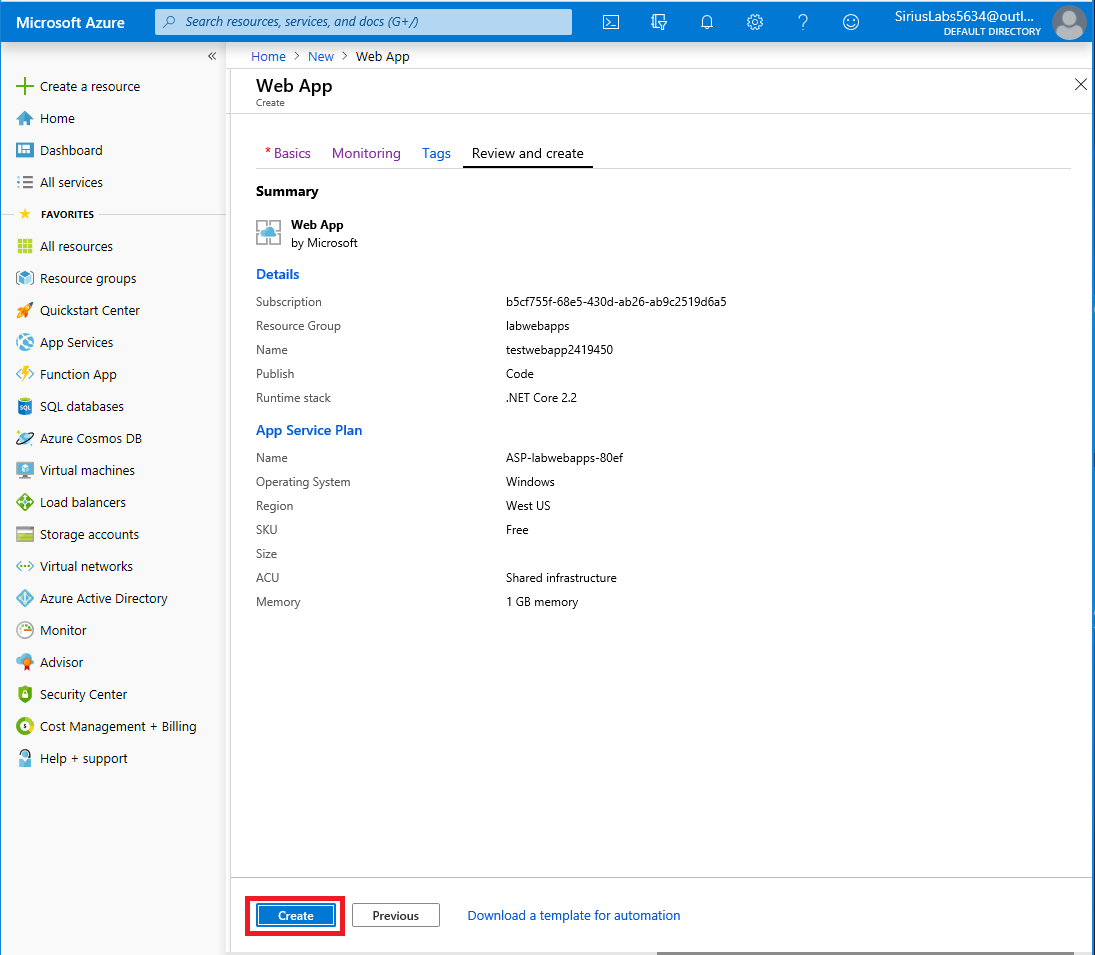 Microsoft Azure
Search resources, services, and docs (G+/)
SiriusLabs5634@outl...
DEFAULT DIRECTORY
«
Create a resource
Home
Dashboard
All services
FAVORITES
All resources
Resource groups
Quickstart Center
App Services
Function App
SQL databases
Azure Cosmos DB
Virtual machines
Load balancers
Storage accounts
Virtual networks
Azure Active Directory
Monitor
Advisor
Security Center
Cost Management + Billing
Help + support
Home > New > Web App
Web App
Create
* Basics Monitoring Tags Review and create
Summary
Web App
by Microsoft
Details
Subscription b5cf755f-68e5-430d-ab26-ab9c2519d6a5
Resource Group labwebapps
Name testwebapp2419450
Publish Code
Runtime stack .NET Core 2.2
App Service Plan
Name ASP-labwebapps-80ef
Operating System Windows
Region West US
SKU Free
Size
ACU Shared infrastructure
Memory 1 GB memory
Create Previous Download a template for automation